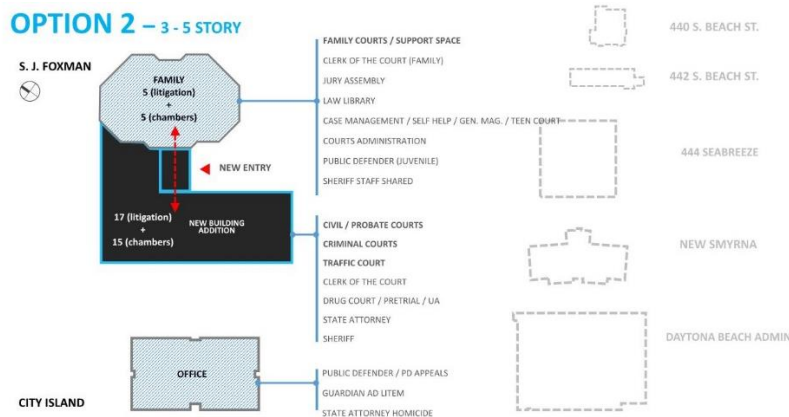 OPTION 2 – 3 - 5 STORY
S. J. FOXMAN
FAMILY
5 (litigation)
+
5 (chambers)
NEW ENTRY
17 (litigation)
+
15 (chambers)
NEW BUILDING
ADDITION
OFFICE
CITY ISLAND
FAMILY COURTS / SUPPORT SPACE
CLERK OF THE COURT (FAMILY)
JURY ASSEMBLY
LAW LIBRARY
CASE MANAGEMENT / SELF HELP / GEN. MAG. / TEEN COURT
COURTS ADMINISTRATION
PUBLIC DEFENDER (JUVENILE)
SHERIFF STAFF SHARED
CIVIL / PROBATE COURTS
CRIMINAL COURTS
TRAFFIC COURT
CLERK OF THE COURT
DRUG COURT / PRETRIAL / UA
STATE ATTORNEY
SHERIFF
PUBLIC DEFENDER / PD APPEALS
GUARDIAN AD LITEM
STATE ATTORNEY HOMICIDE
440 S. BEACH ST.
442 S. BEACH ST.
444 SEABREEZE
NEW SMYRNA
DAYTONA BEACH ADMIN